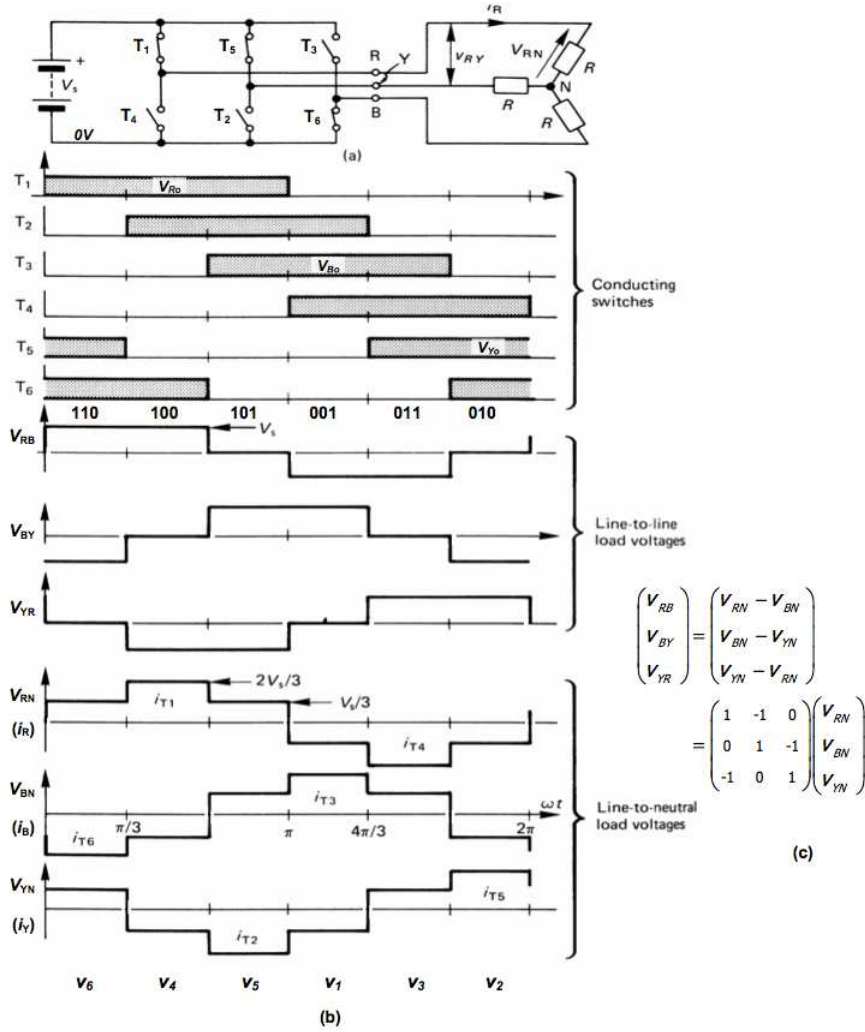 i_R
T_1 T_5 T_3 R Y v_RY V_RN R
+
V_s
N
R
T_4 T_2 T_6 B R
0V
(a)
T_1 V_Ro
T_2
T_3 V_Bo
Conducting
switches
T_4
T_5 V_Yo
T_6
110 100 101 001 011 010
V_RB V_s
V_BY
Line-to-line
load voltages
V_YR
(V_RB V_BY V_YR) = (V_RN − V_BN V_BN − V_YN V_YN − V_RN)
= (1 -1 0 0 1 -1 -1 0 1) (V_RN V_BN V_YN)
(c)
V_RN 2V_s/3
i_T1 V_s/3
(i_R) i_T4
V_BN i_T3 ωt
Line-to-neutral
load voltages
(i_B) i_T6 π/3 π 4π/3 2π
V_YN i_T5
(i_Y) i_T2
v_6 v_4 v_5 v_1 v_3 v_2
(b)